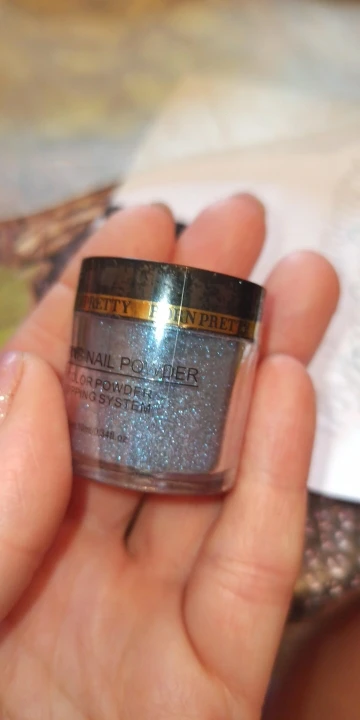 PRETTY BORN PRETTY
NAIL POWDER
COLOR POWDER
DIPPING SYSTEM